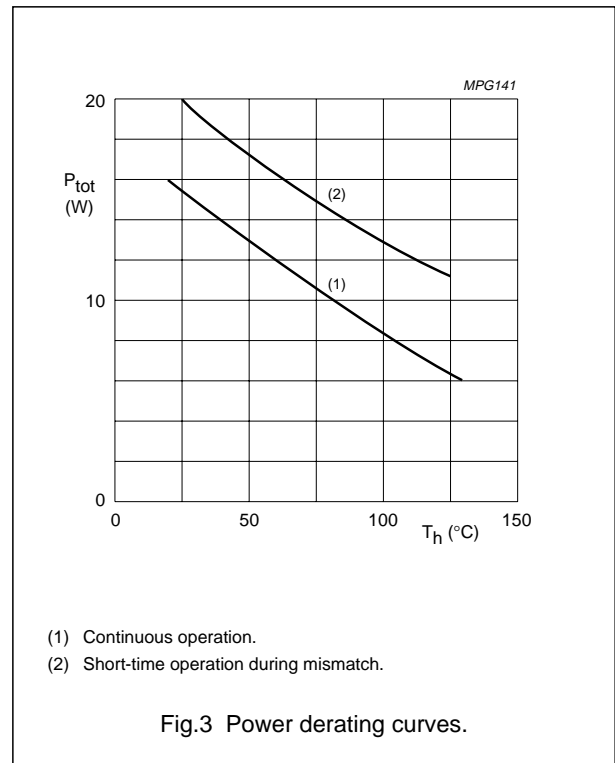 MPG141
20
P_tot
(W)
(2)
(1)
10
0
0 50 100 150
T_h (°C)
(1) Continuous operation.
(2) Short-time operation during mismatch.
Fig.3 Power derating curves.